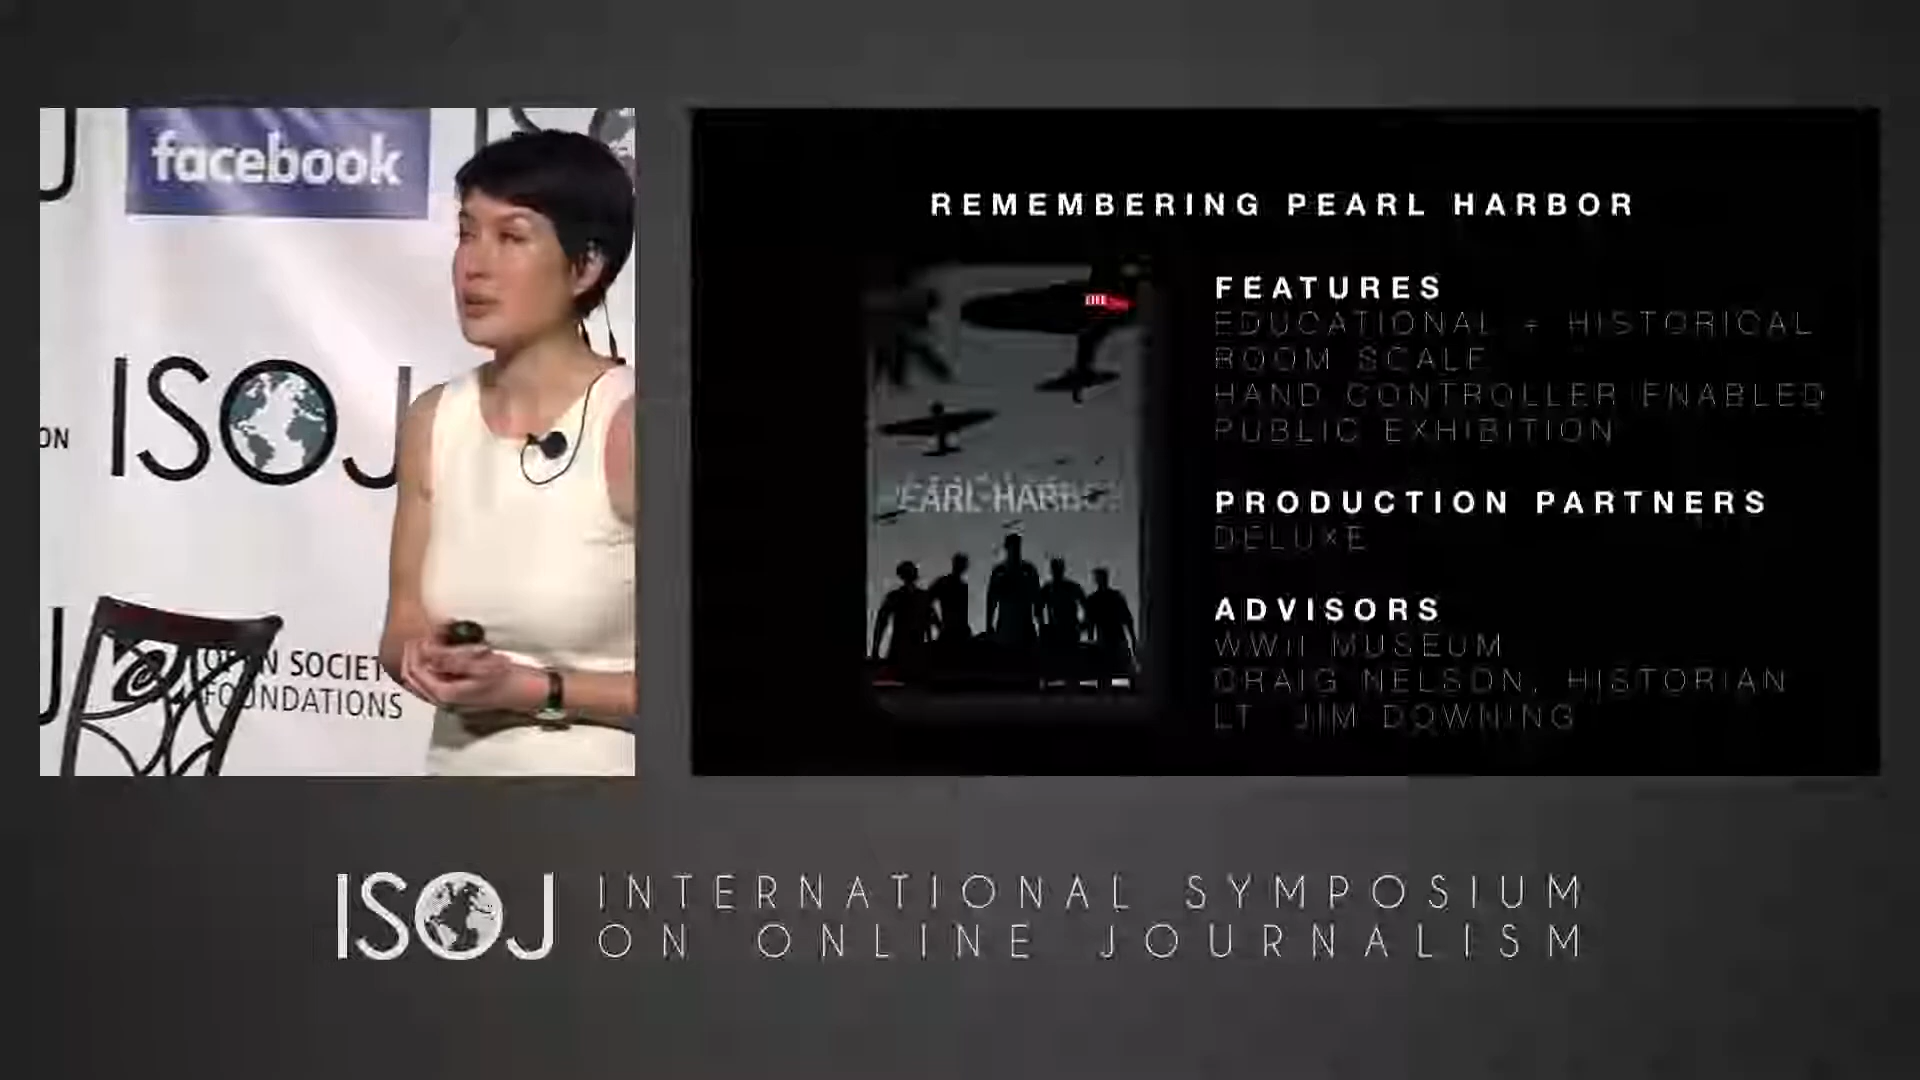 facebook
ISOJ
ON
OPEN SOCIET
FOUNDATIONS
REMEMBERING PEARL HARBOR
LIFE
PEARL HARBOR
FEATURES
EDUCATIONAL + HISTORICAL
ROOM SCALE
HAND CONTROLLER ENABLED
PUBLIC EXHIBITION
PRODUCTION PARTNERS
DELUXE
ADVISORS
WWII MUSEUM
CRAIG NELSON, HISTORIAN
LT JIM DOWNING
ISOJ INTERNATIONAL SYMPOSIUM
ON ONLINE JOURNALISM